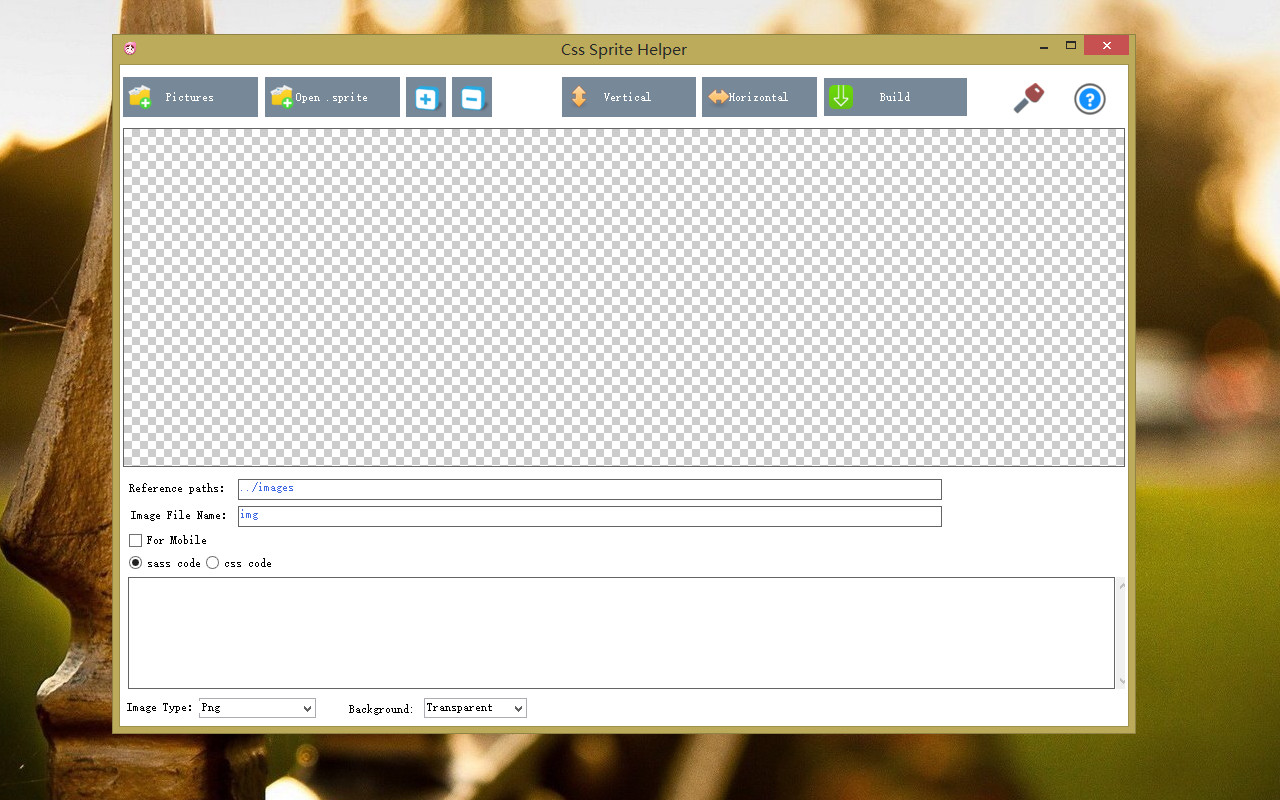 Css Sprite Helper
Pictures
Open .sprite
Vertical
Horizontal
Build
Reference paths:
../images
Image File Name:
img
For Mobile
sass code
css code
Image Type:
Png
Background:
Transparent